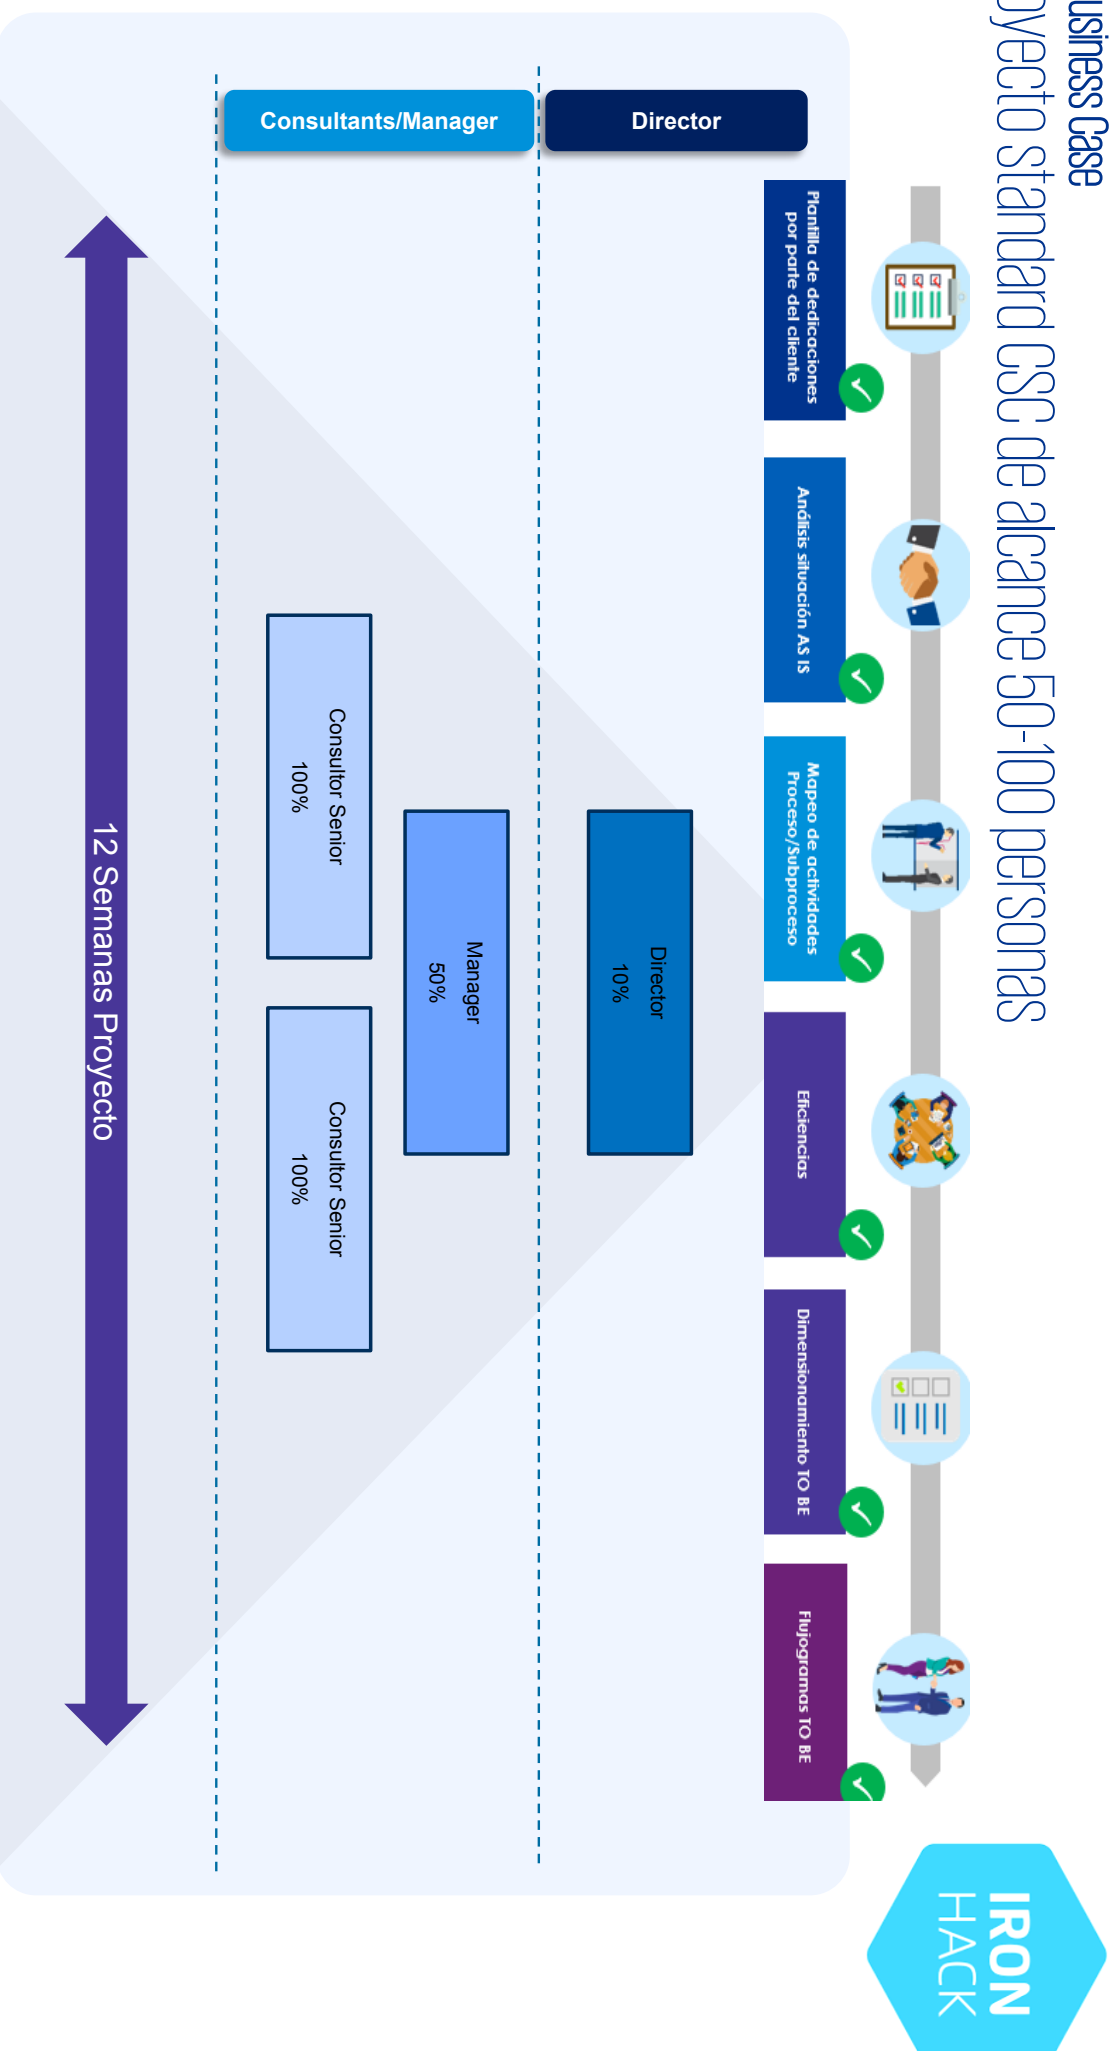 usiness Case
oyecto standard CSC de alcance 50-100 personas
IRON
HACK
Plantilla de dedicaciones
por parte del cliente
Análisis situación AS IS
Mapeo de actividades
Proceso/Subproceso
Eficiencias
Dimensionamiento TO BE
Flujogramas TO BE
Director
Director
10%
Consultants/Manager
Manager
50%
Consultor Senior
100%
Consultor Senior
100%
12 Semanas Proyecto